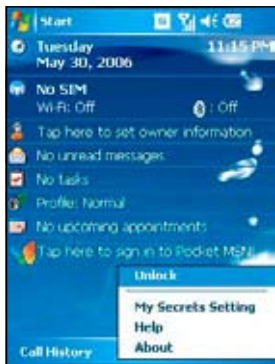 Start
Tuesday 11:15 PM
May 30, 2006
No SIM
Wi-Fi: Off : Off
Tap here to set owner information
No unread messages
No tasks
Profile: Normal
No upcoming appointments
Tap here to sign in to Pocket MSN!
Unlock
My Secrets Setting
Help
About
Call History